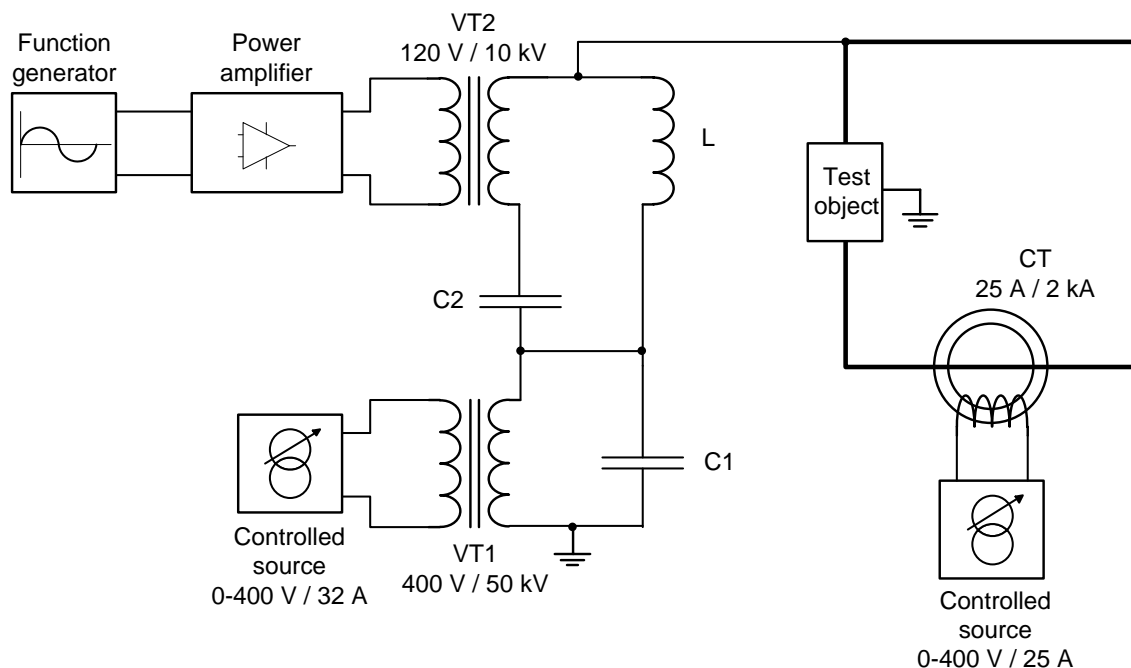 Function
generator
Power
amplifier
VT2
120 V / 10 kV
L
Test
object
CT
25 A / 2 kA
C2
C1
Controlled
source
0-400 V / 32 A
VT1
400 V / 50 kV
Controlled
source
0-400 V / 25 A